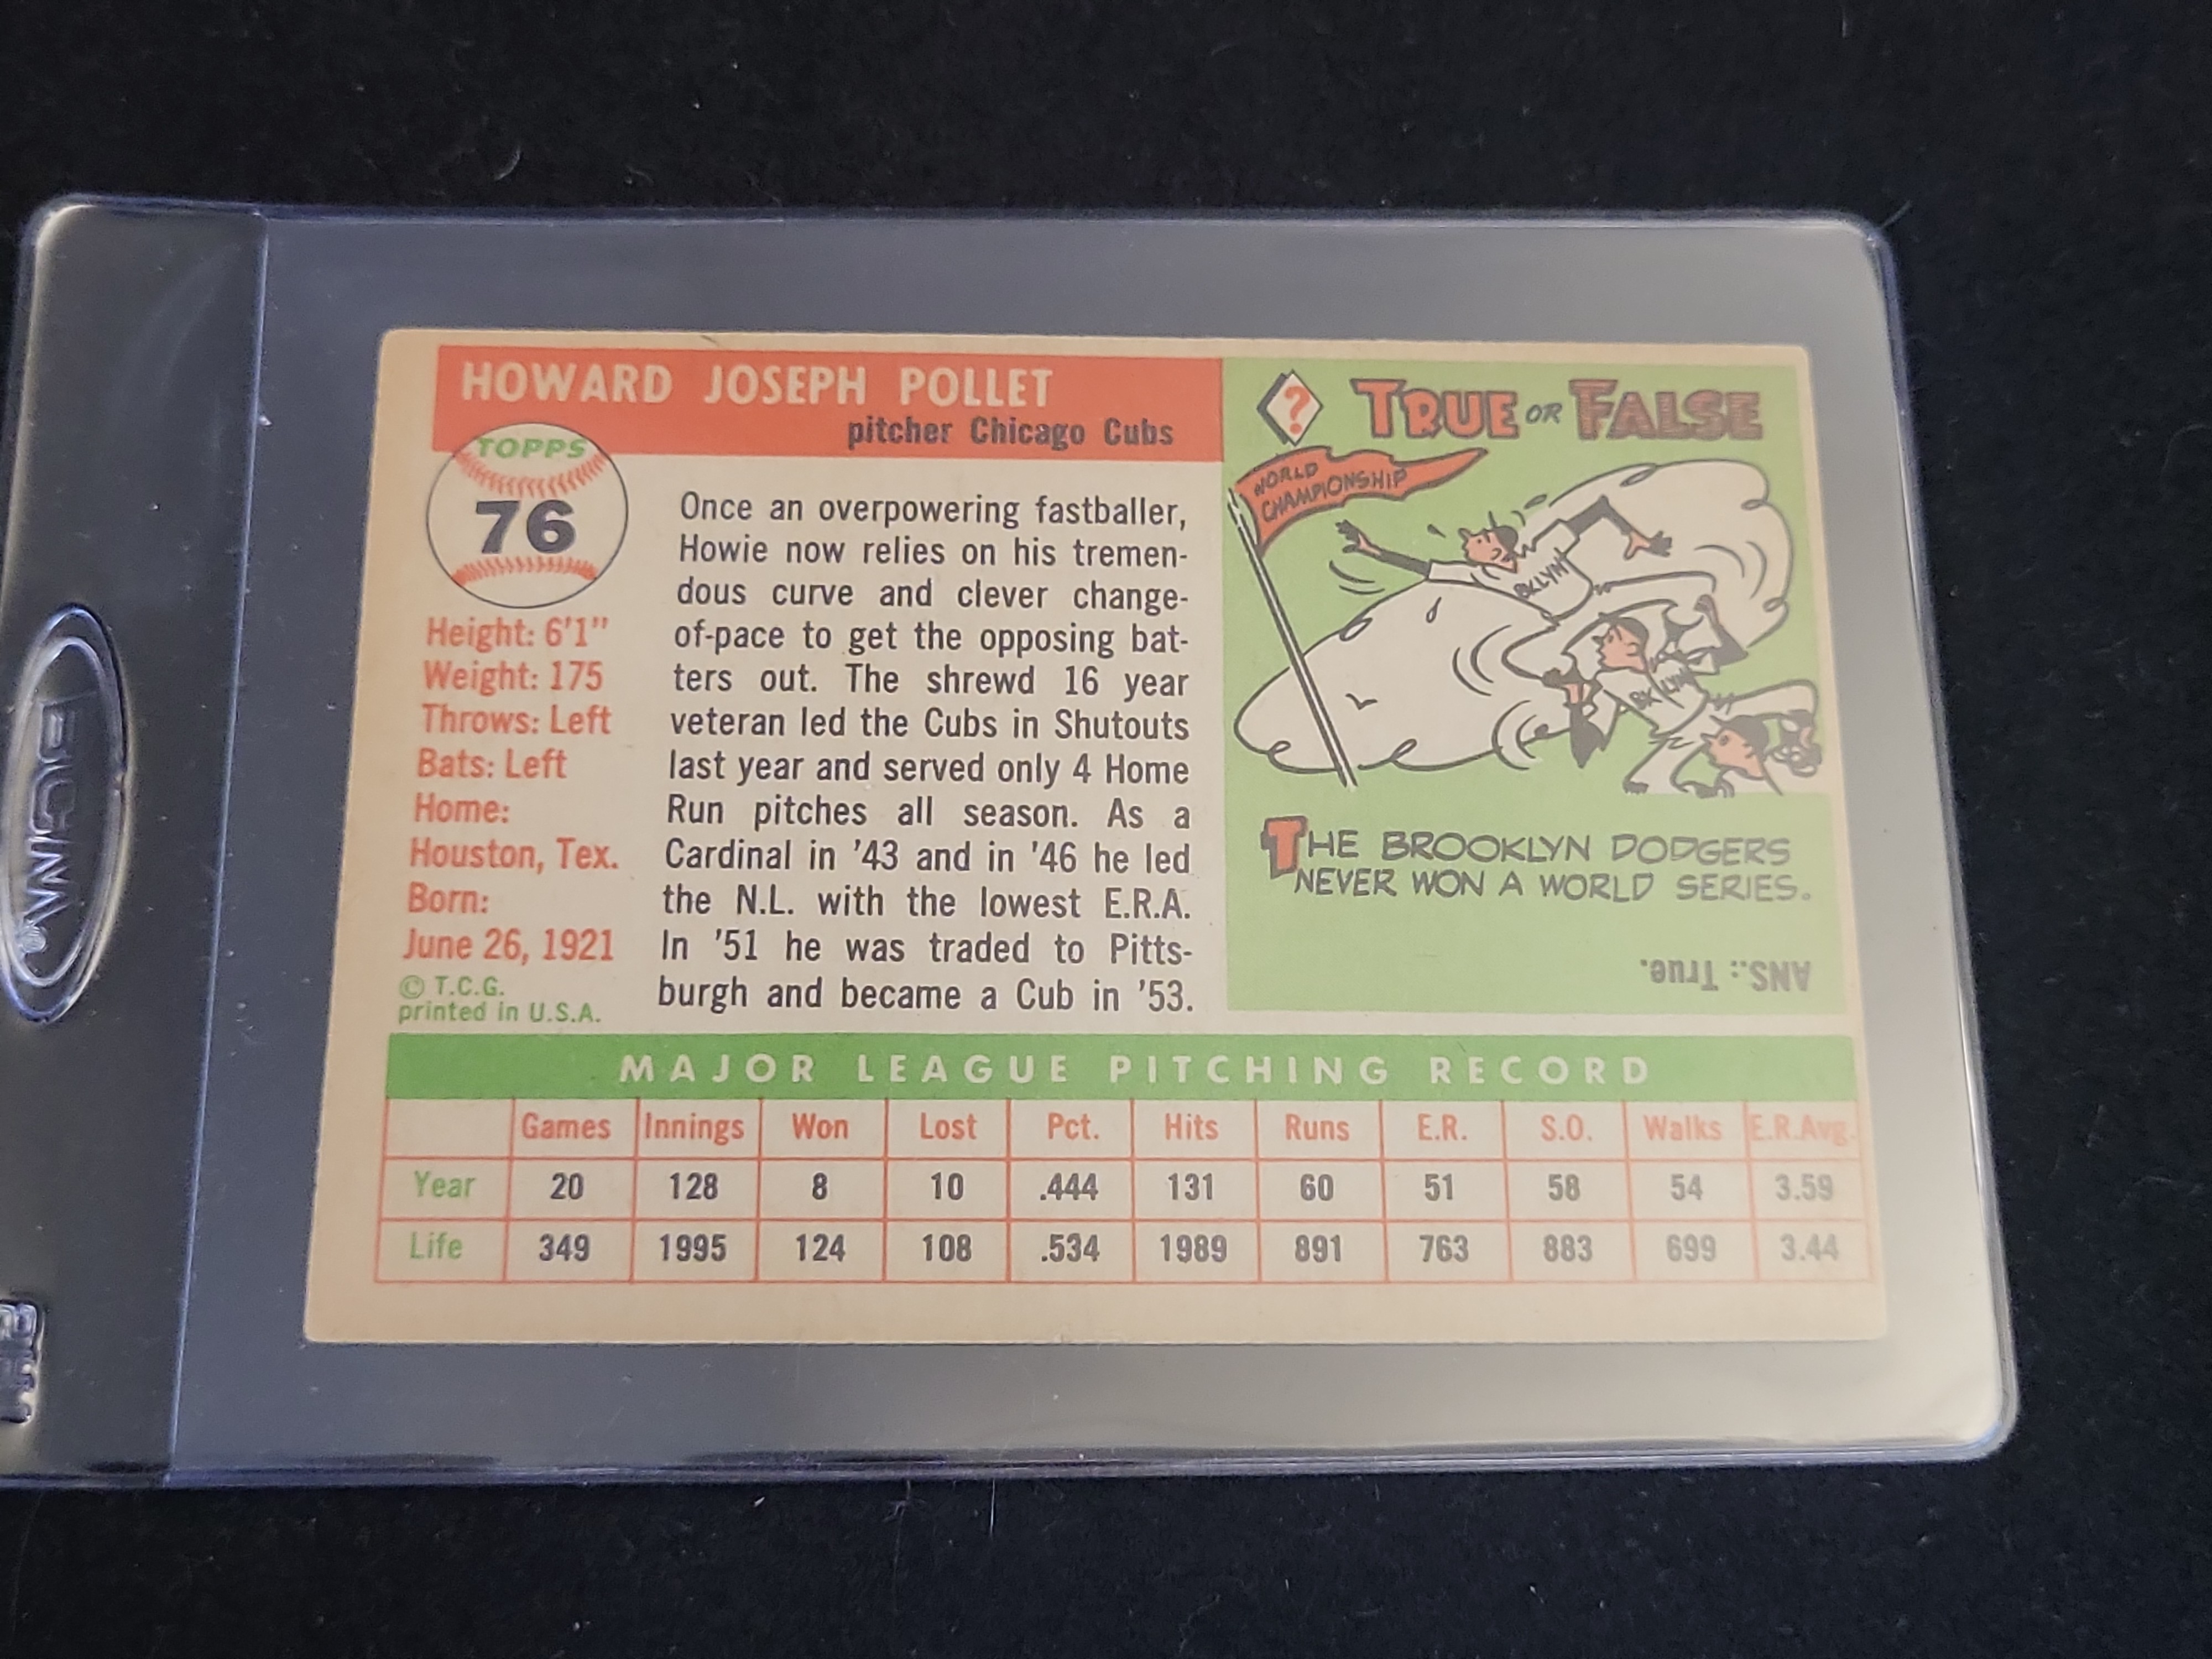 HOWARD JOSEPH POLLET
pitcher Chicago Cubs
TOPPS
76
Height: 6'1"
Weight: 175
Throws: Left
Bats: Left
Home:
Houston, Tex.
Born:
June 26, 1921
© T.C.G.
printed in U.S.A.
Once an overpowering fastballer,
Howie now relies on his tremen-
dous curve and clever change-
of-pace to get the opposing bat-
ters out. The shrewd 16 year
veteran led the Cubs in Shutouts
last year and served only 4 Home
Run pitches all season. As a
Cardinal in '43 and in '46 he led
the N.L. with the lowest E.R.A.
In '51 he was traded to Pitts-
burgh and became a Cub in '53.
? TRUE OR FALSE
WORLD
CHAMPIONSHIP
BKLYN
BKLYN
THE BROOKLYN DODGERS
NEVER WON A WORLD SERIES.
ANS.: True.
MAJOR LEAGUE PITCHING RECORD
Games Innings Won Lost Pct. Hits Runs E.R. S.O. Walks E.R.Avg.
Year 20 128 8 10 .444 131 60 51 58 54 3.59
Life 349 1995 124 108 .534 1989 891 763 883 699 3.44
BCW